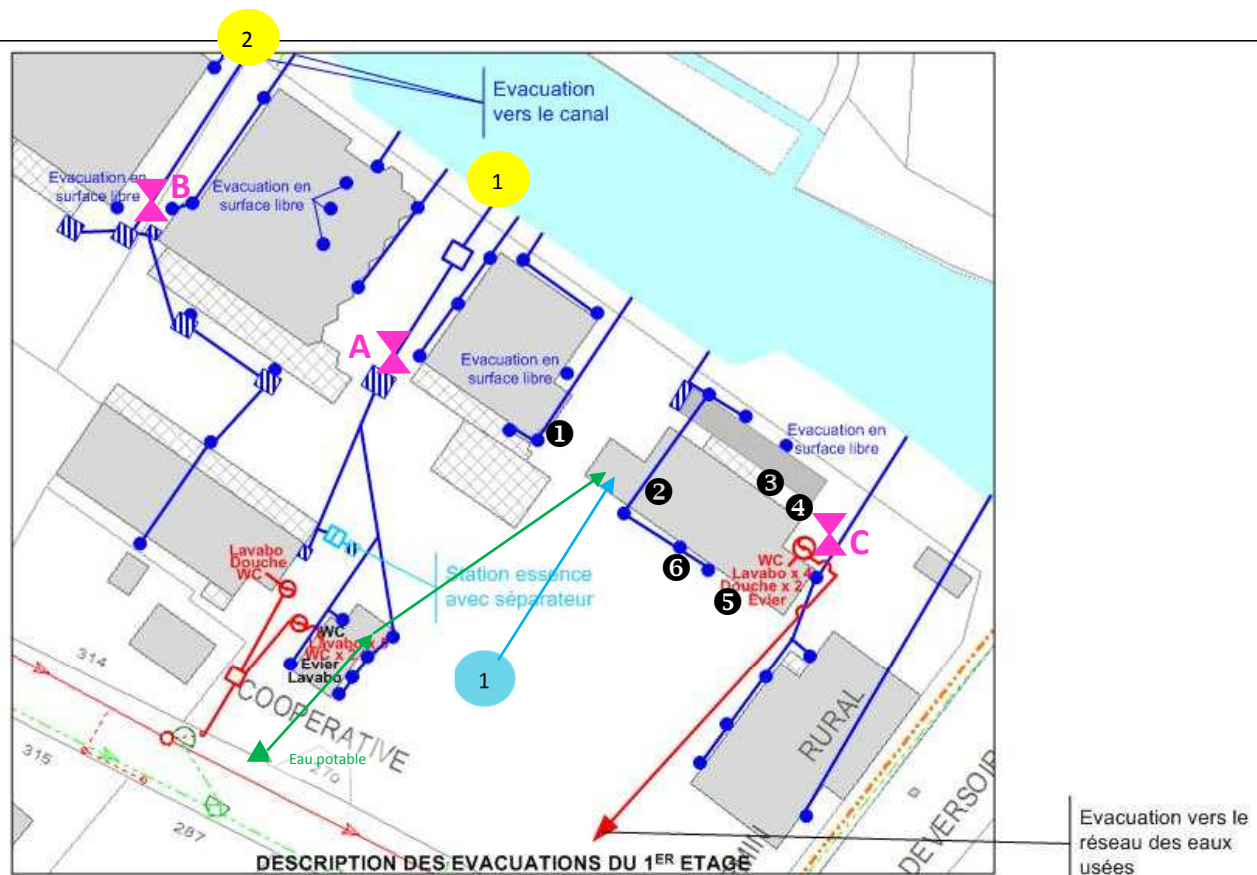 2
Evacuation
vers le canal
1
B
Evacuation en
surface libre
Evacuation en
surface libre
A
Evacuation en
surface libre
❶
Evacuation en
surface libre
❷
❸
❹
C
❻
❺
WC
Lavabo x 4
Douche x 2
Evier
Lavabo
Douche
WC
Station essence
avec séparateur
WC
WC x 2
Evier
Lavabo
1
314
COOPERATIVE
Eau potable
270
315
287
RURAL
DEVERSOIR
Evacuation vers le
réseau des eaux
usées
DESCRIPTION DES EVACUATIONS DU 1ER ETAGE